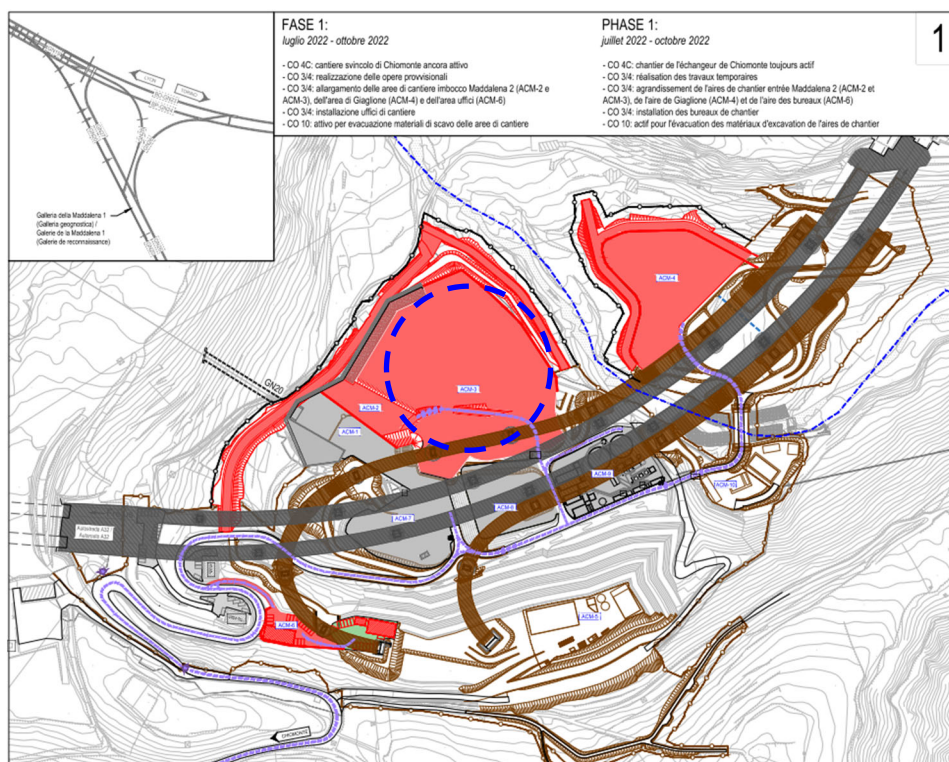 FASE 1:
luglio 2022 - ottobre 2022
- CO 4C: cantiere svincolo di Chiomonte ancora attivo
- CO 3/4: realizzazione delle opere provvisionali
- CO 3/4: allargamento delle aree di cantiere imbocco Maddalena 2 (ACM-2 e
ACM-3), dell'area di Giaglione (ACM-4) e dell'area uffici (ACM-6)
- CO 3/4: installazione uffici di cantiere
- CO 10: attivo per evacuazione materiali di scavo delle aree di cantiere
PHASE 1:
juillet 2022 - octobre 2022
- CO 4C: chantier de l'échangeur de Chiomonte toujours actif
- CO 3/4: réalisation des travaux temporaires
- CO 3/4: agrandissement de l'aires de chantier entrée Maddalena 2 (ACM-2 et
ACM-3), de l'aire de Giaglione (ACM-4) et de l'aire des bureaux (ACM-6)
- CO 3/4: installation des bureaux de chantier
- CO 10: actif pour l'évacuation des matériaux d'excavation de l'aires de chantier
1
LYON
TORINO
Galleria della Maddalena 1
(Galleria geognostica) /
Galerie de la Maddalena 1
(Galerie de reconnaissance)
ACM-4
GN20
ACM-3
ACM-2
ACM-1
ACM-9
ACM-10
ACM-8
ACM-7
Autostrada A32
Autoroute A32
ACM-6
ACM-5
CHIOMONTE